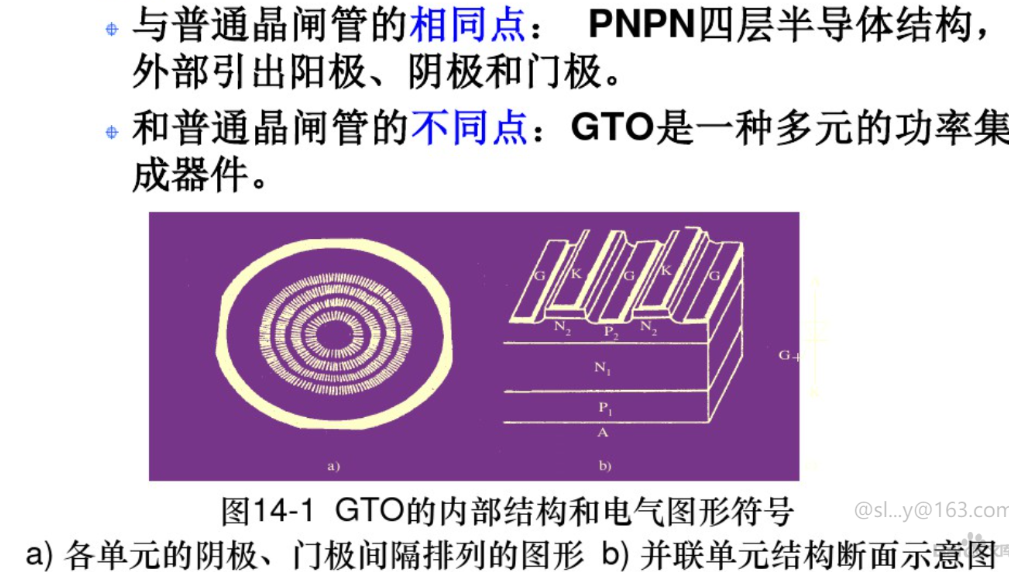 与普通晶闸管的相同点： PNPN四层半导体结构，
外部引出阳极、阴极和门极。
和普通晶闸管的不同点：GTO是一种多元的功率集
成器件。
G K G K G
N2 P2 N2
G
N1
P1
A
a) b)
图14-1 GTO的内部结构和电气图形符号
@sl...y@163.com
a) 各单元的阴极、门极间隔排列的图形 b) 并联单元结构断面示意图